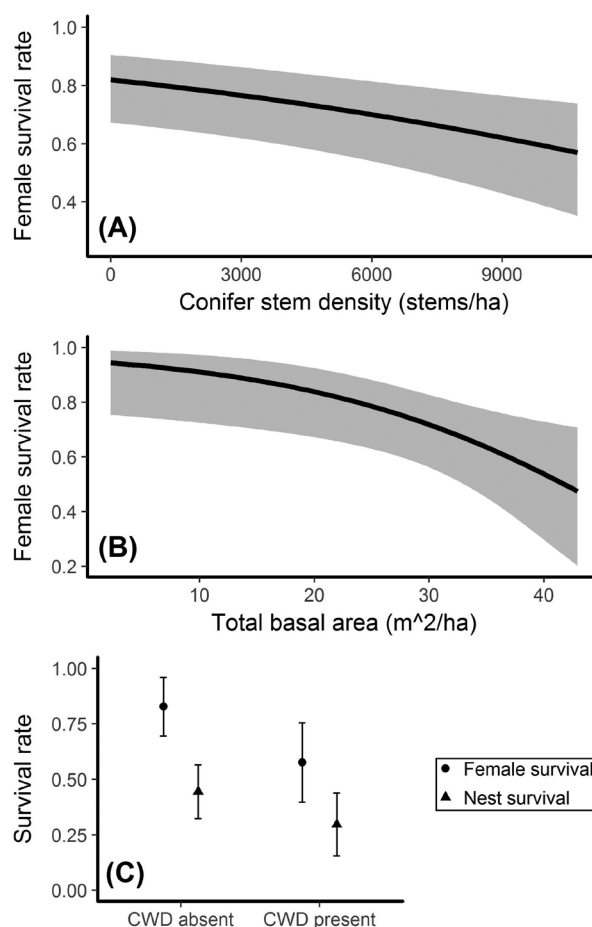 Female survival rate
1.0
0.8
0.6
0.4
(A)
0
3000
6000
9000
Conifer stem density (stems/ha)
Female survival rate
1.0
0.8
0.6
0.4
0.2
(B)
10
20
30
40
Total basal area (m^2/ha)
Survival rate
1.00
0.75
0.50
0.25
0.00
(C)
CWD absent
CWD present
Female survival
Nest survival